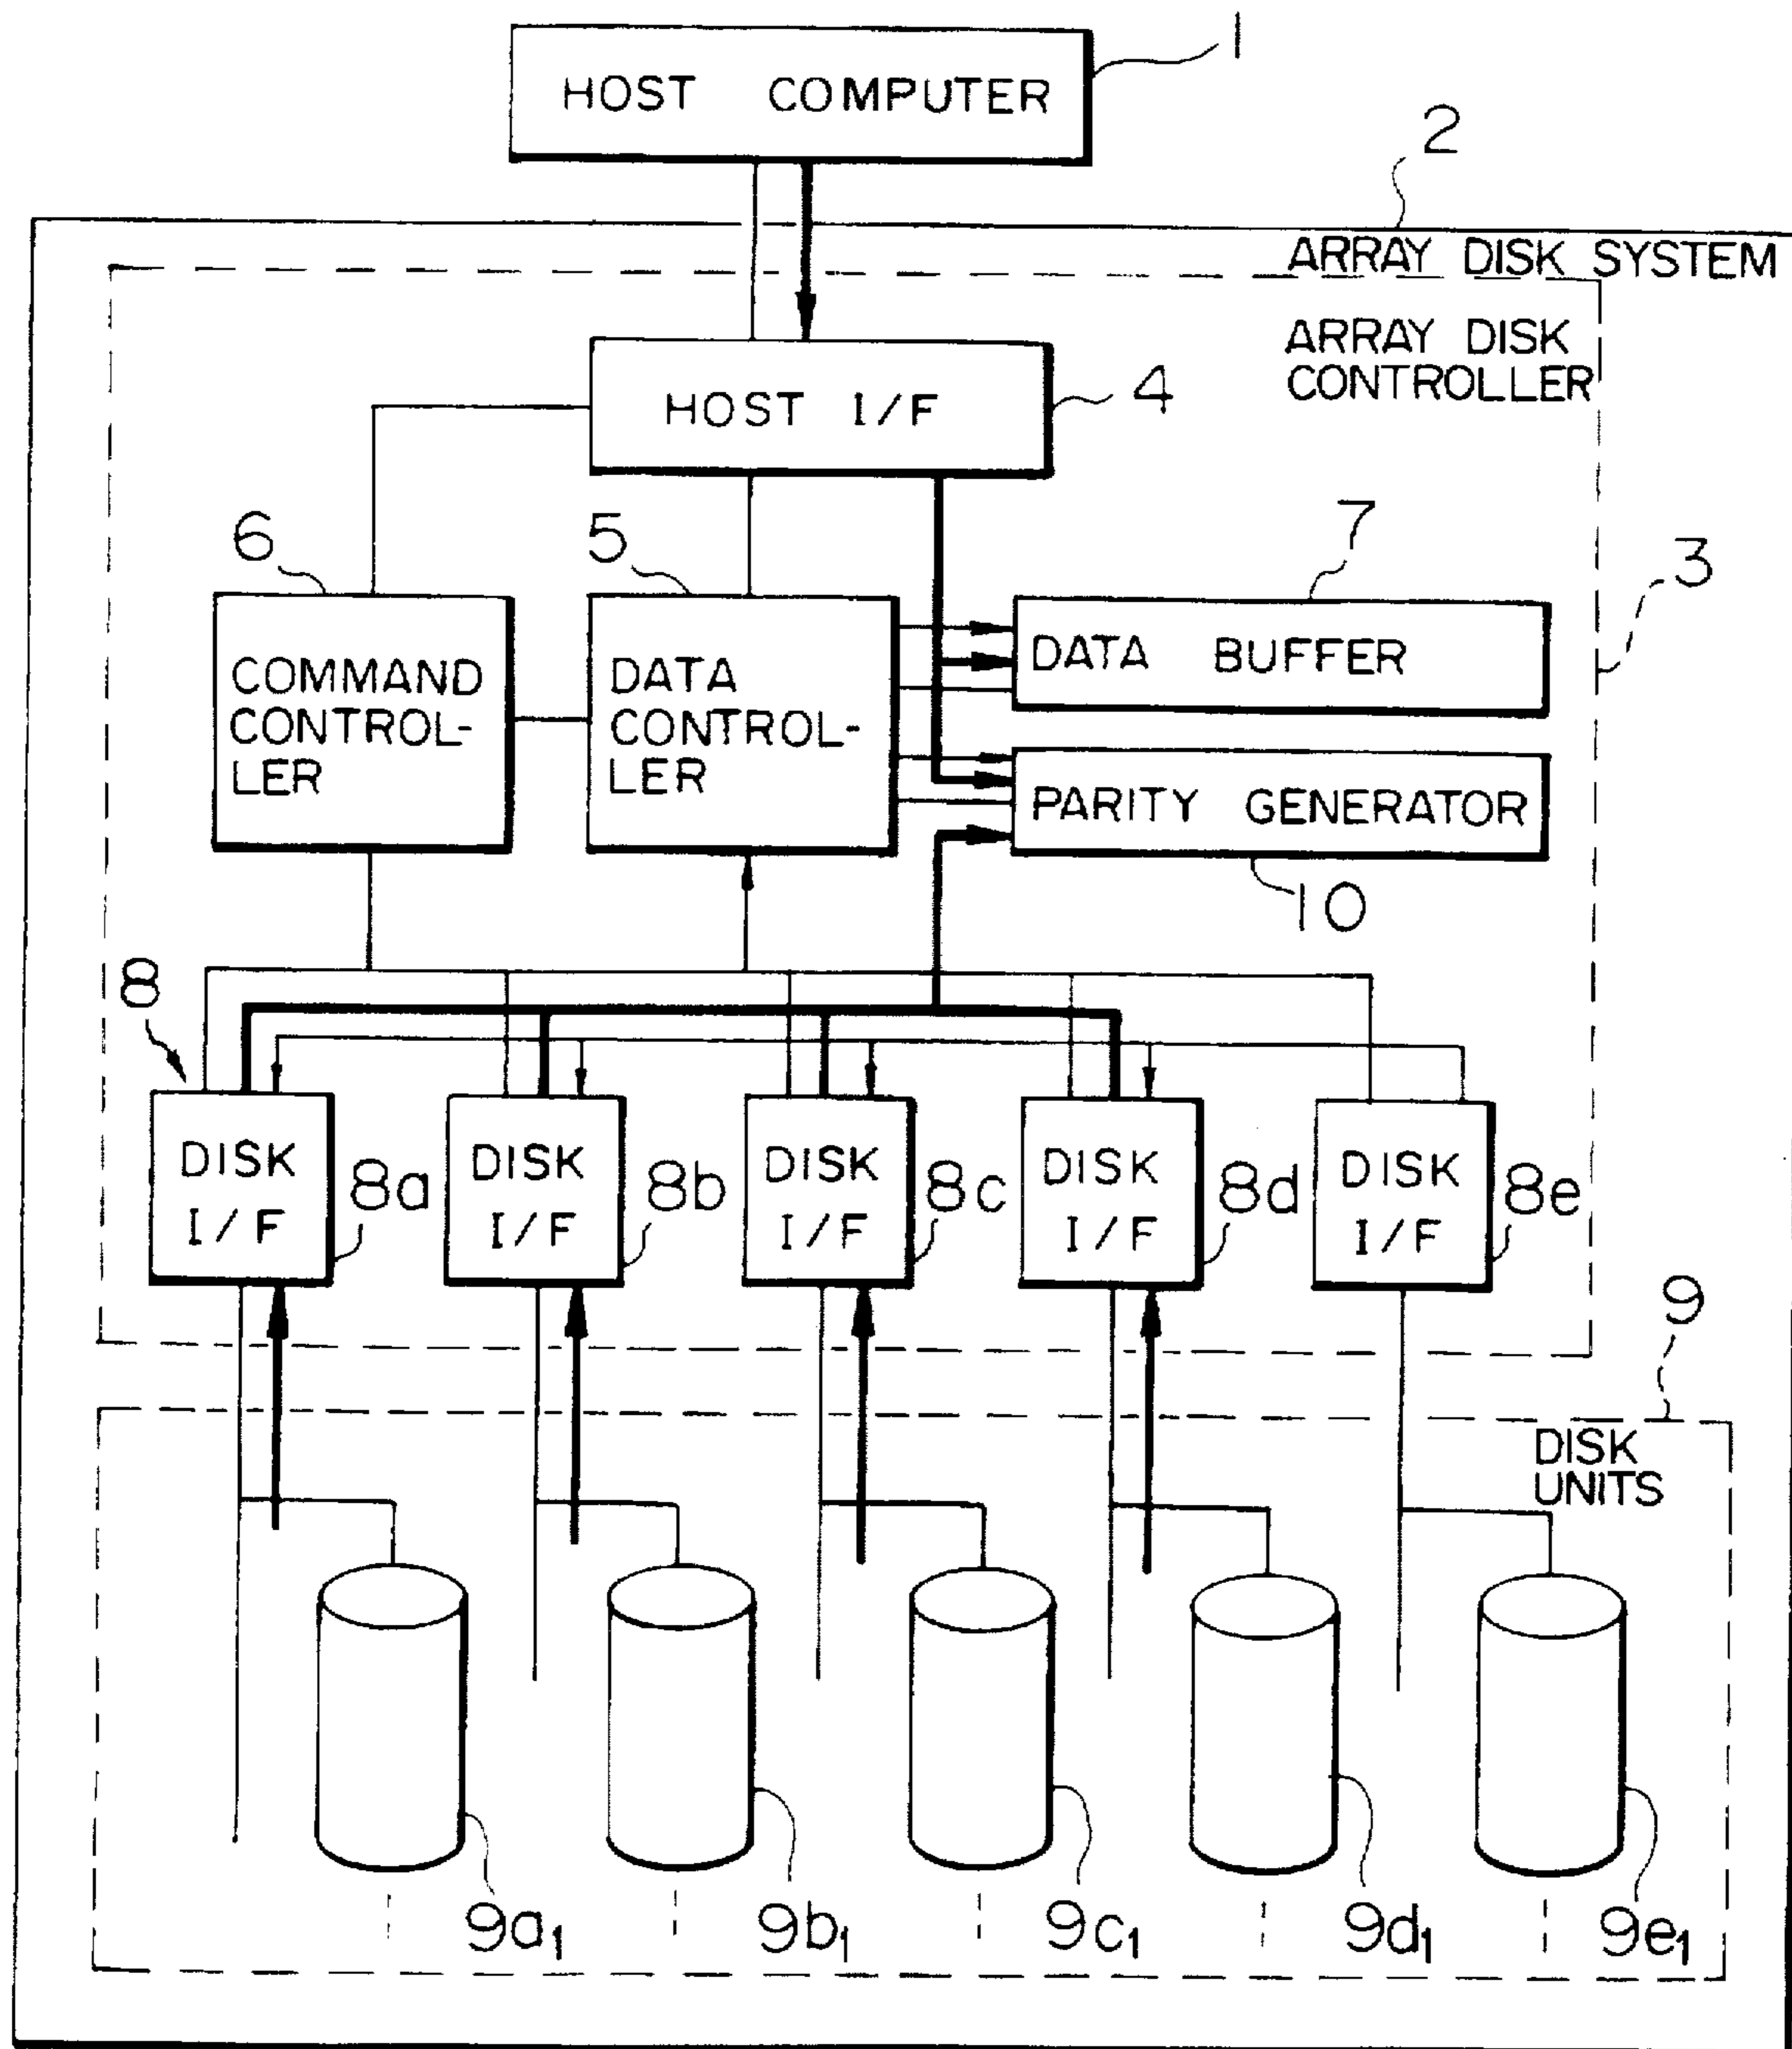 HOST COMPUTER
1
2
ARRAY DISK SYSTEM
ARRAY DISK
CONTROLLER
HOST I/F
4
6
5
7
3
COMMAND
CONTROL-
LER
DATA
CONTROL-
LER
DATA BUFFER
PARITY GENERATOR
10
8
DISK
I/F
8a
DISK
I/F
8b
DISK
I/F
8c
DISK
I/F
8d
DISK
I/F
8e
9
DISK
UNITS
9a1
9b1
9c1
9d1
9e1